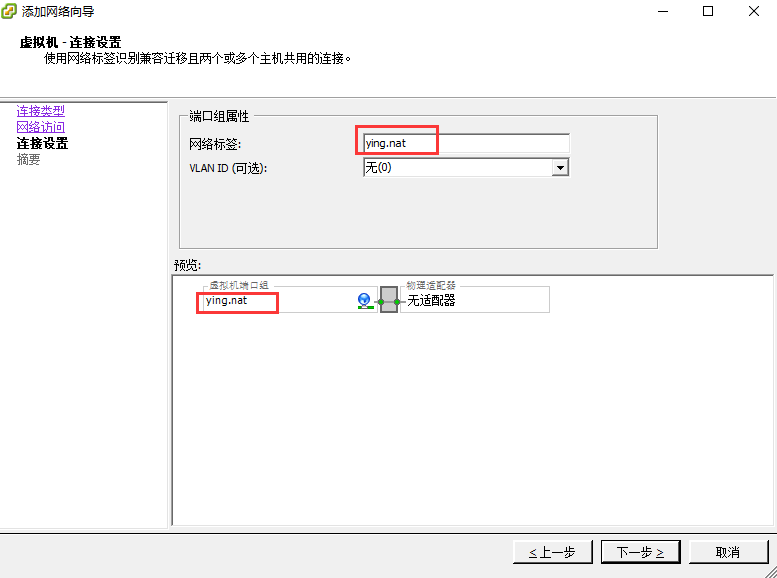 添加网络向导
虚拟机 - 连接设置
使用网络标签识别兼容迁移且两个或多个主机共用的连接。
连接类型
网络访问
连接设置
摘要
端口组属性
网络标签:
ying.nat
VLAN ID (可选):
无(0)
预览:
虚拟机端口组
ying.nat
物理适配器
无适配器
< 上一步
下一步 >
取消